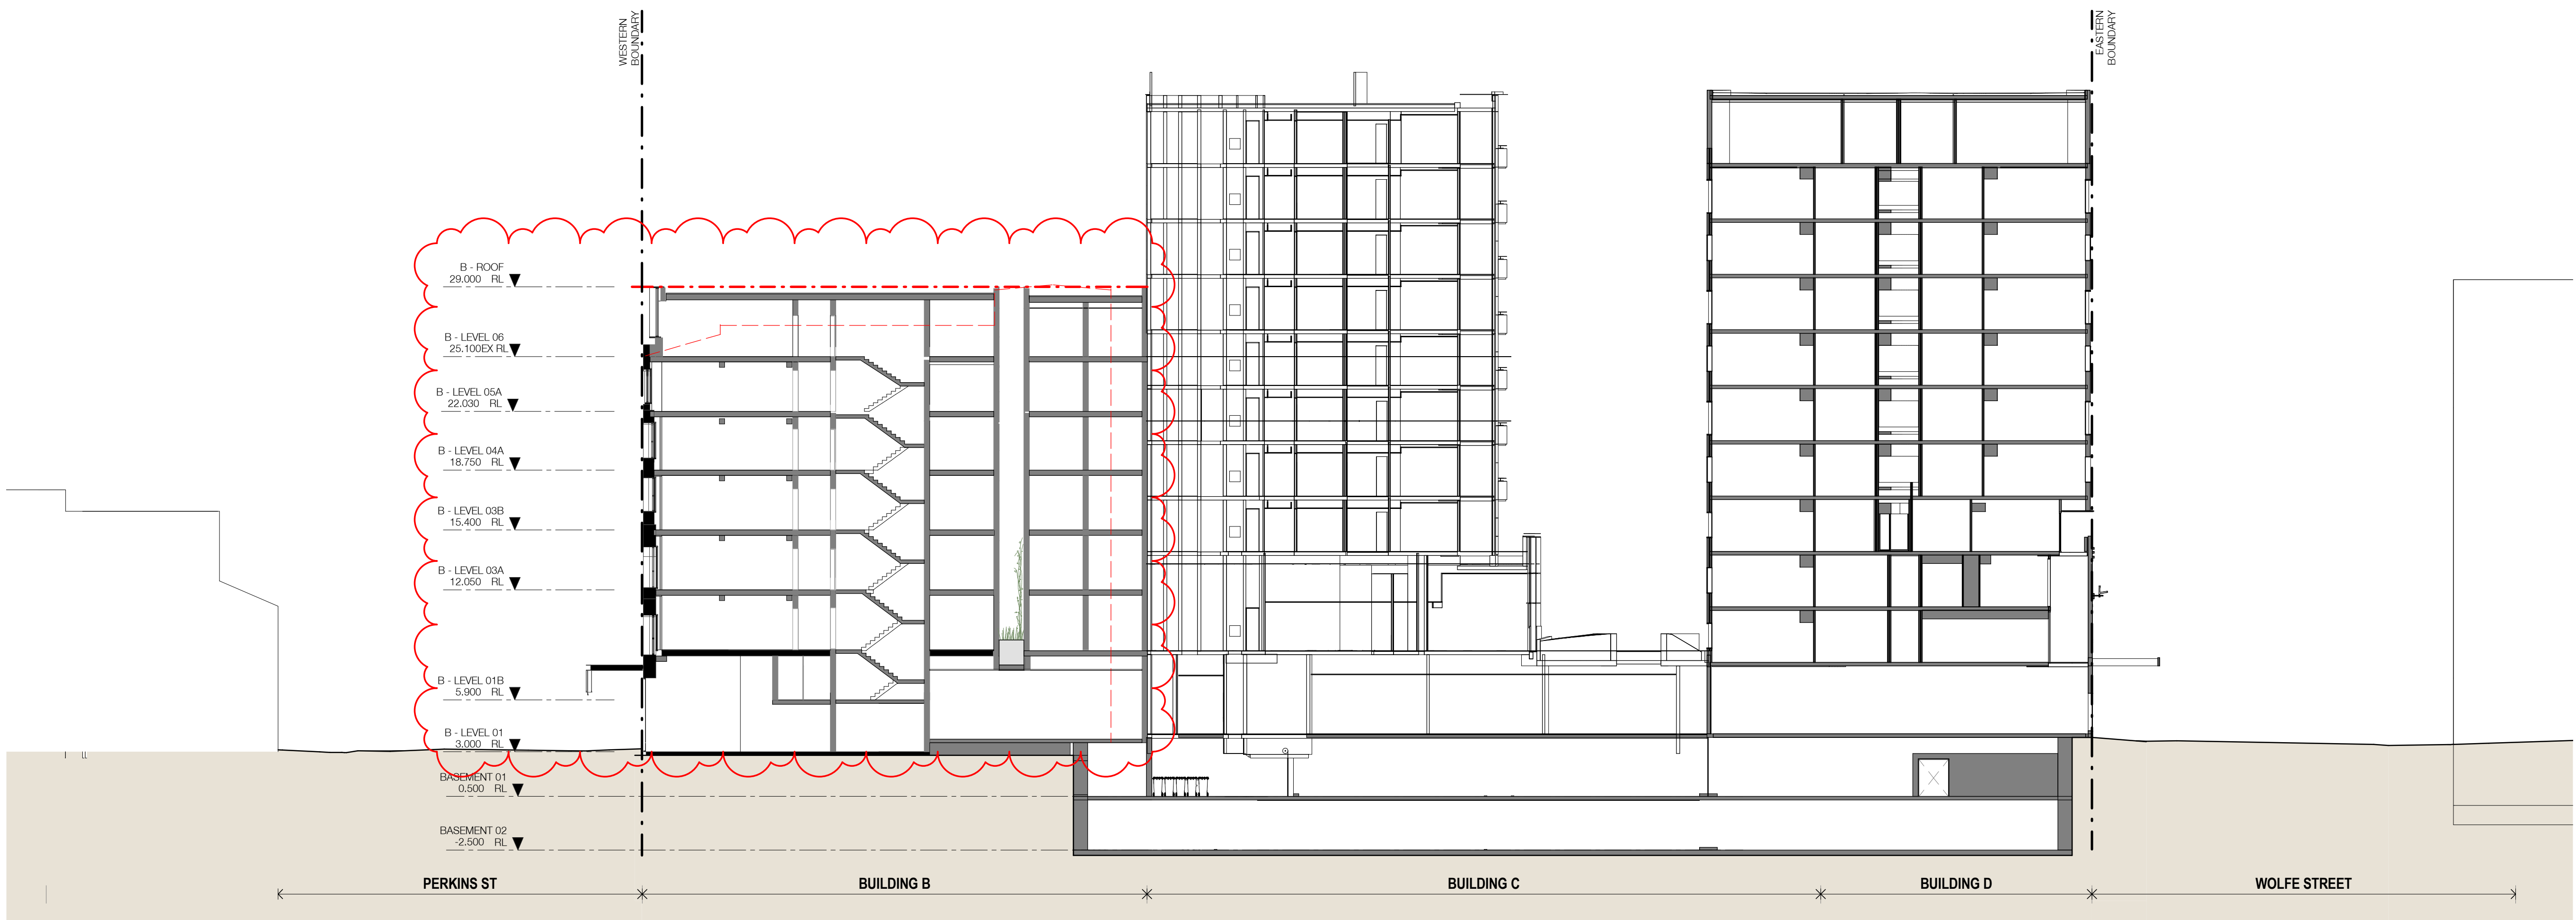 WESTERN
BOUNDARY
EASTERN
BOUNDARY
B - ROOF
29.000 RL
B - LEVEL 06
25.100EX RL
B - LEVEL 05A
22.030 RL
B - LEVEL 04A
18.750 RL
B - LEVEL 03B
15.400 RL
B - LEVEL 03A
12.050 RL
B - LEVEL 01B
5.900 RL
B - LEVEL 01
3.000 RL
BASEMENT 01
0.500 RL
BASEMENT 02
-2.500 RL
PERKINS ST
BUILDING B
BUILDING C
BUILDING D
WOLFE STREET